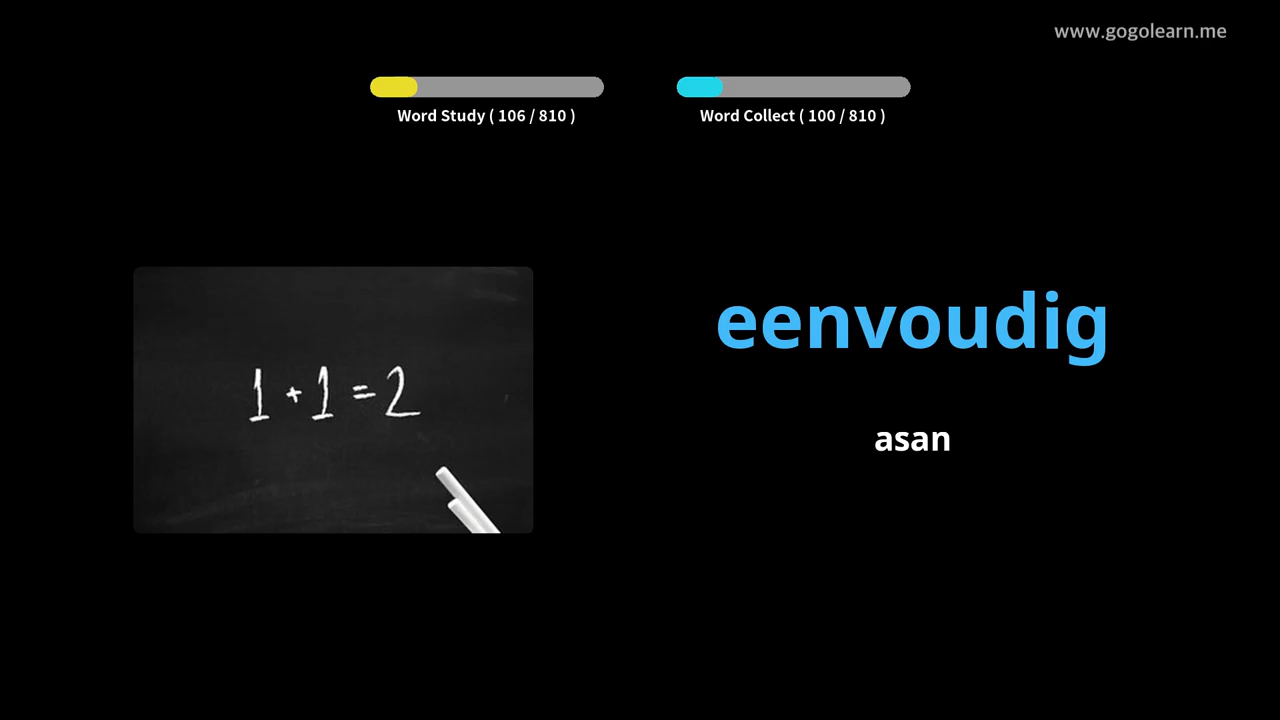 www.gogolearn.me
Word Study ( 106 / 810 )
Word Collect ( 100 / 810 )
1 + 1 = 2
eenvoudig
asan